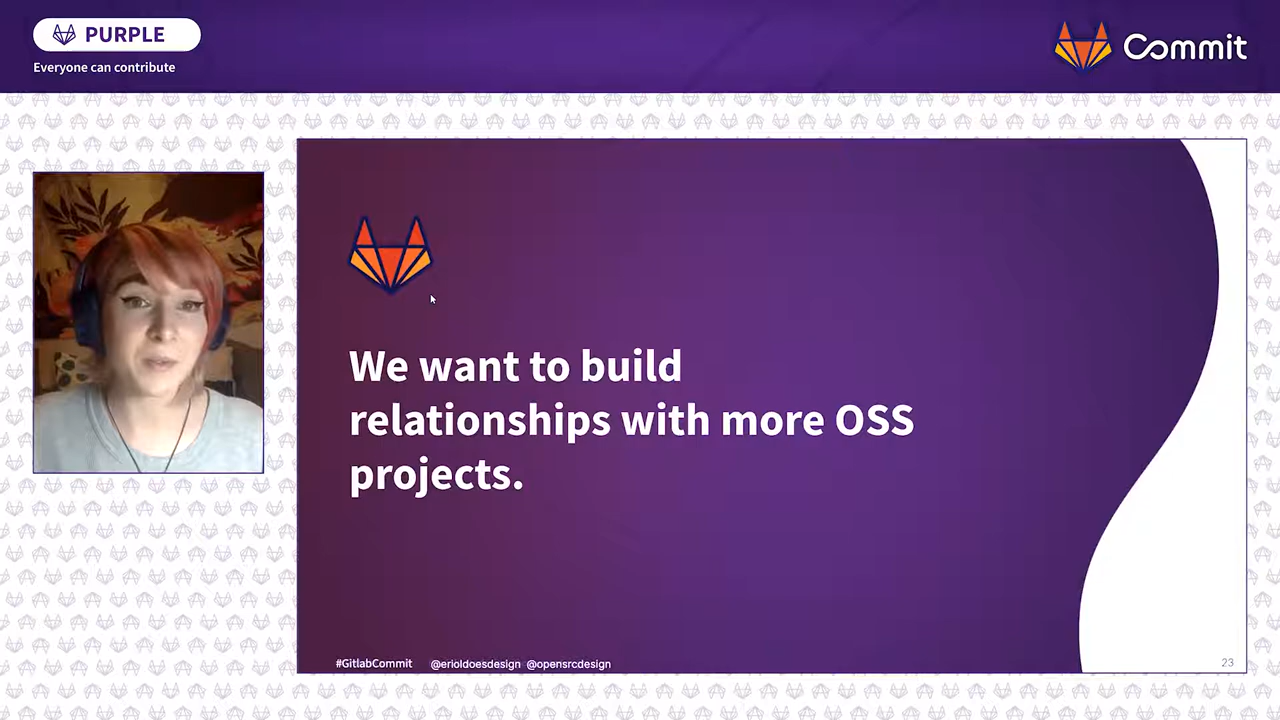 PURPLE
Everyone can contribute
Commit
We want to build
relationships with more OSS
projects.
#GitlabCommit @erioldoesdesign @opensrcdesign
23